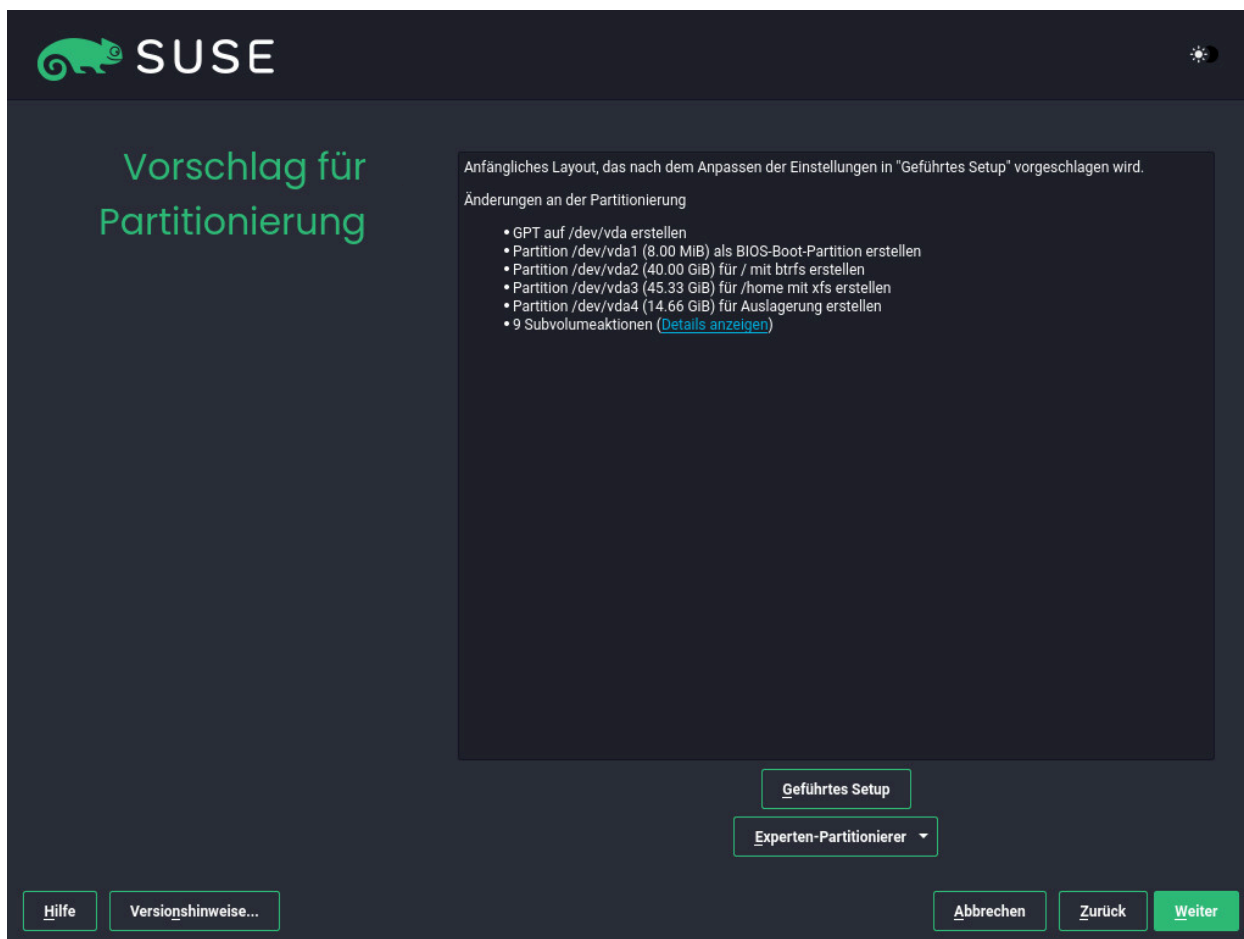 SUSE
Vorschlag für
Partitionierung
Anfängliches Layout, das nach dem Anpassen der Einstellungen in "Geführtes Setup" vorgeschlagen wird.
Änderungen an der Partitionierung
• GPT auf /dev/vda erstellen
• Partition /dev/vda1 (8.00 MiB) als BIOS-Boot-Partition erstellen
• Partition /dev/vda2 (40.00 GiB) für / mit btrfs erstellen
• Partition /dev/vda3 (45.33 GiB) für /home mit xfs erstellen
• Partition /dev/vda4 (14.66 GiB) für Auslagerung erstellen
• 9 Subvolumeaktionen (Details anzeigen)
Geführtes Setup
Experten-Partitionierer
Hilfe Versionshinweise... Abbrechen Zurück Weiter